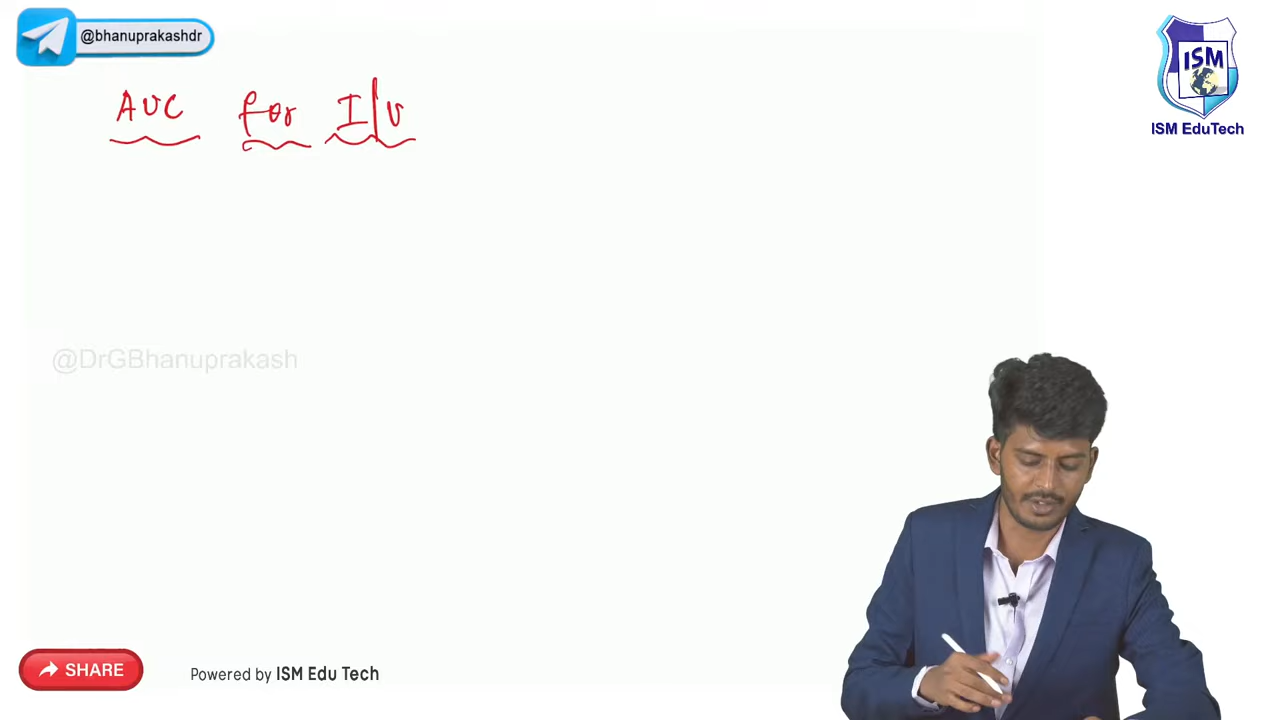 @bhanuprakashdr
ISM
ISM EduTech
AUC for I/V
@DrGBhanuprakash
SHARE
Powered by ISM Edu Tech